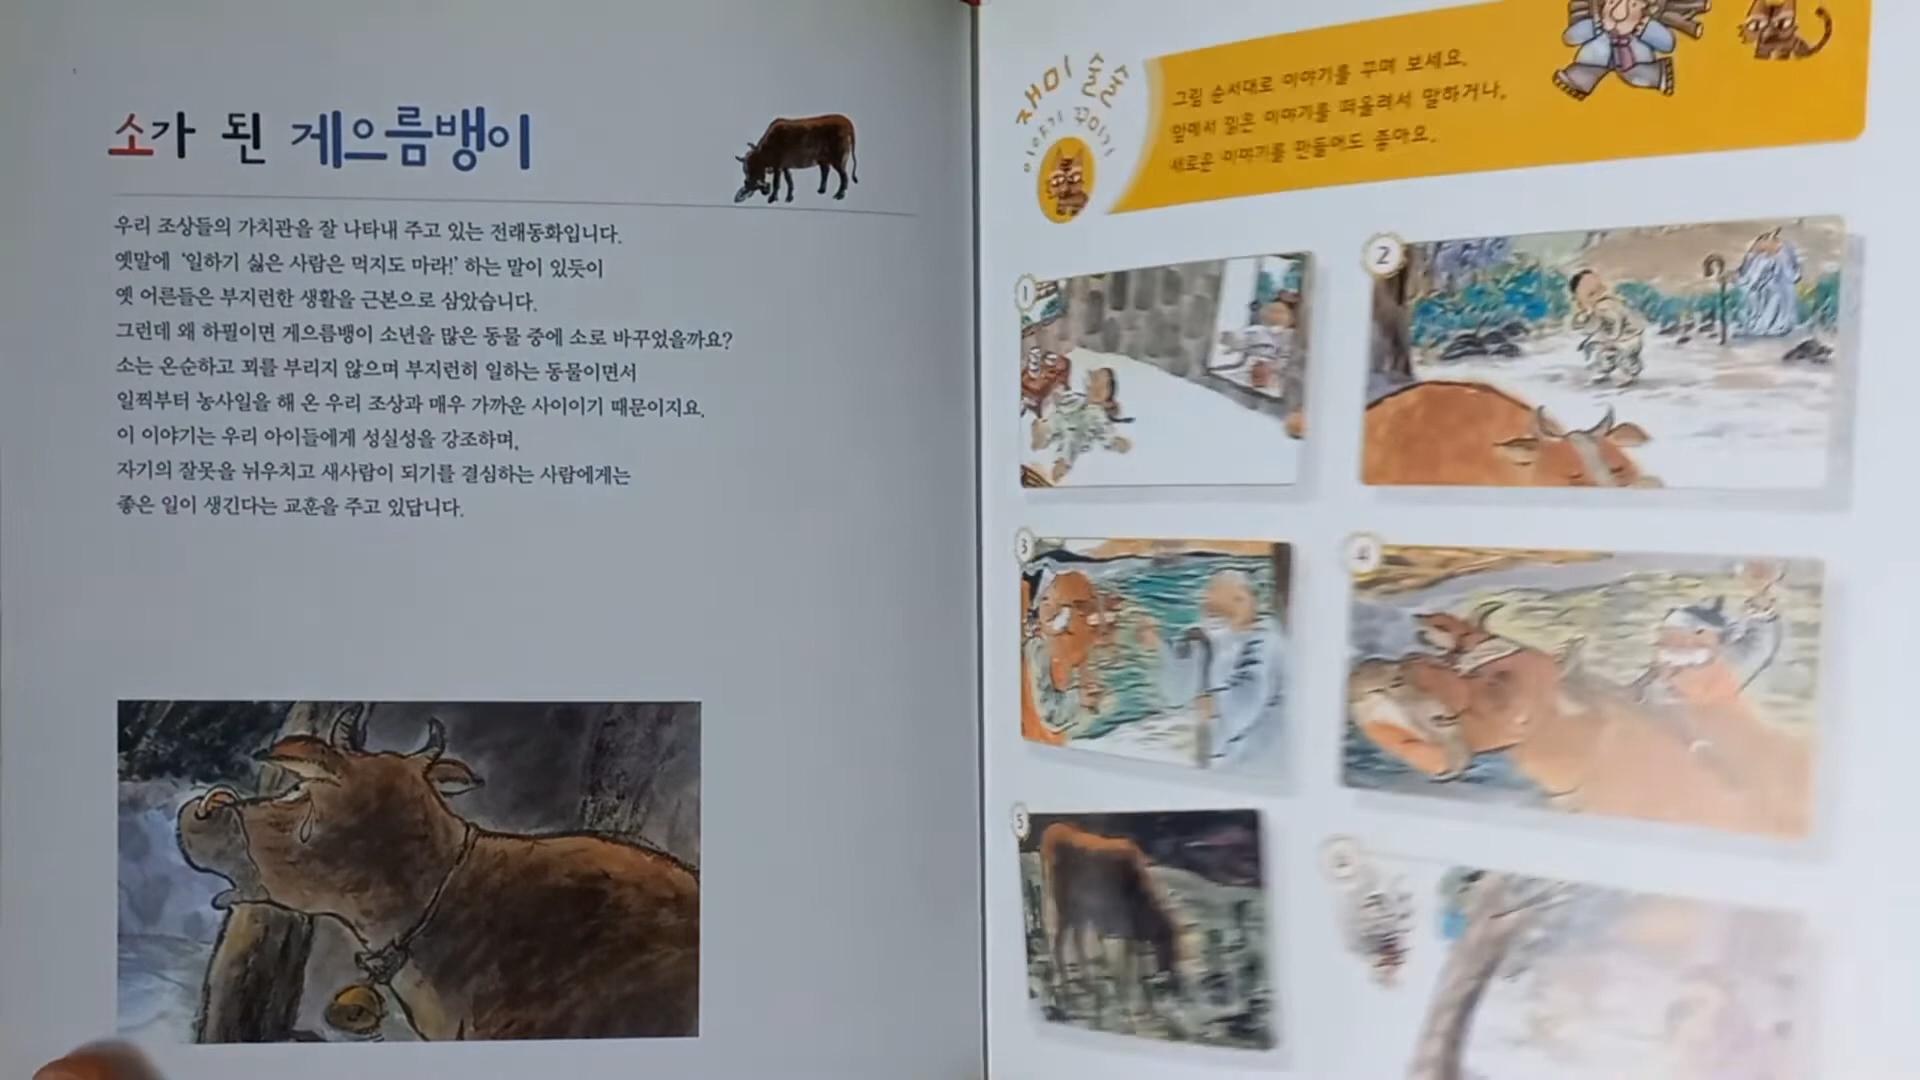 소가 된 게으름뱅이
우리 조상들의 가치관을 잘 나타내 주고 있는 전래동화입니다.
옛말에 '일하기 싫은 사람은 먹지도 마라!' 하는 말이 있듯이
옛 어른들은 부지런한 생활을 근본으로 삼았습니다.
그런데 왜 하필이면 게으름뱅이 소년을 많은 동물 중에 소로 바꾸었을까요?
소는 온순하고 꾀를 부리지 않으며 부지런히 일하는 동물이면서
일찍부터 농사일을 해 온 우리 조상과 매우 가까운 사이이기 때문이지요.
이 이야기는 우리 아이들에게 성실성을 강조하며,
자기의 잘못을 뉘우치고 새사람이 되기를 결심하는 사람에게는
좋은 일이 생긴다는 교훈을 주고 있답니다.
재미 술술
이야기 꾸미기
그림 순서대로 이야기를 꾸며 보세요.
앞에서 읽은 이야기를 떠올려서 말하거나,
새로운 이야기를 만들어도 좋아요.
1
2
3
4
5